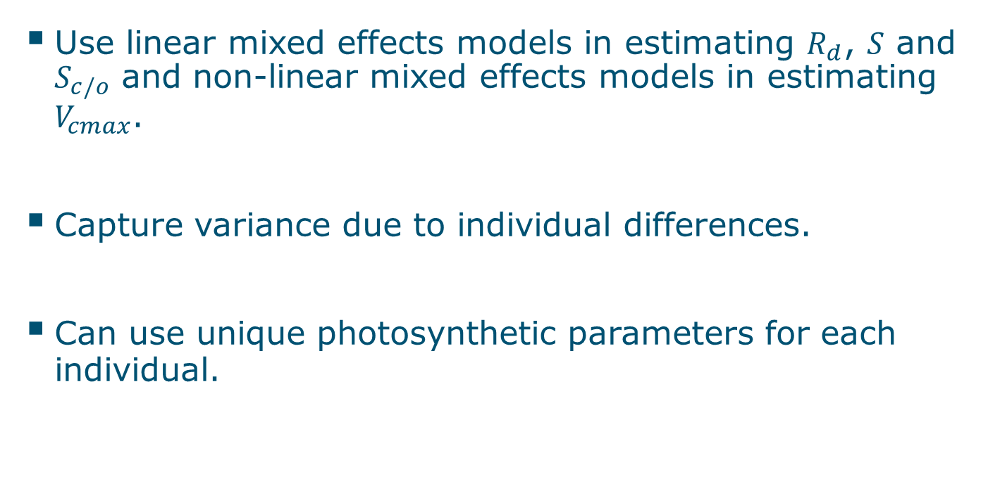 ▪ Use linear mixed effects models in estimating $R_d$, $S$ and
$S_{c/o}$ and non-linear mixed effects models in estimating
$V_{cmax}$.
▪ Capture variance due to individual differences.
▪ Can use unique photosynthetic parameters for each
individual.